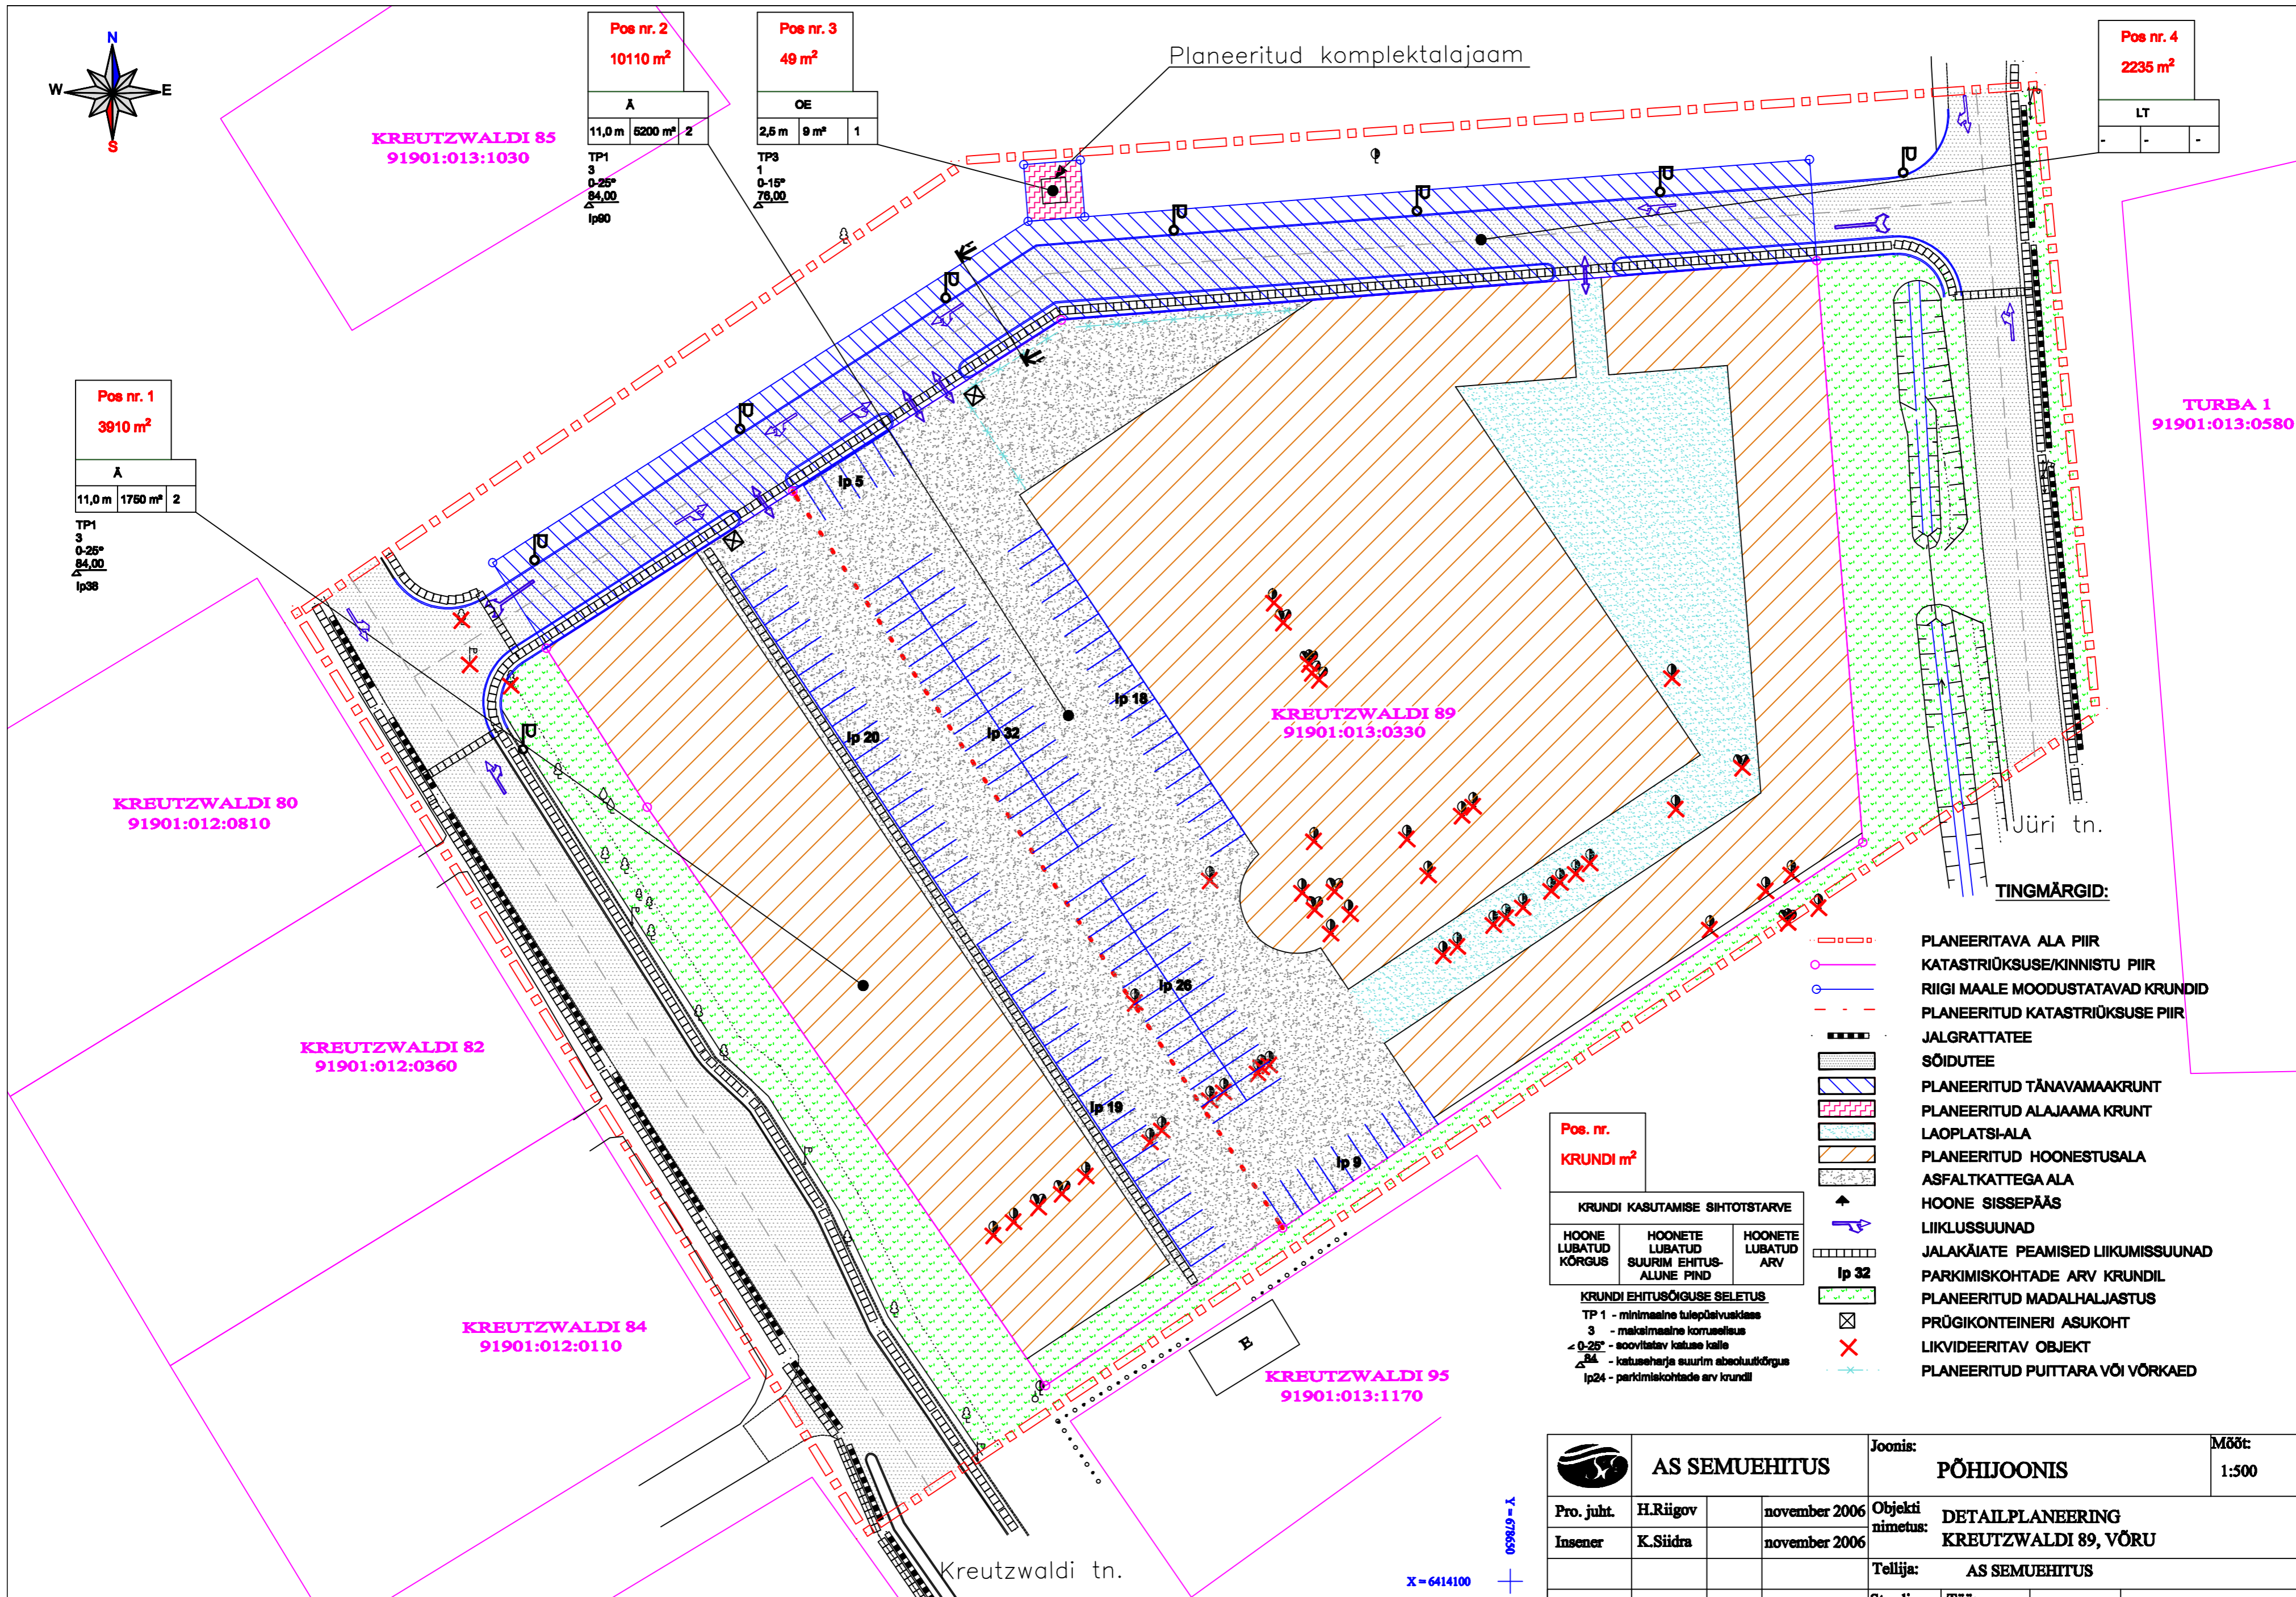 N
W
E
S
Pos nr. 2
10110 m²
Ä
11,0 m 5200 m² 2
TP1
3
0-25°
84,00
lp90
Pos nr. 3
49 m²
OE
2,5 m 9 m² 1
TP3
1
0-15°
76,00
Planeeritud komplektalajaam
Pos nr. 4
2235 m²
LT
- - -
KREUTZWALDI 85
91901:013:1030
Pos nr. 1
3910 m²
Ä
11,0 m 1750 m² 2
TP1
3
0-25°
84,00
lp38
TURBA 1
91901:013:0580
lp 5
lp 18
lp 20
lp 32
KREUTZWALDI 89
91901:013:0330
KREUTZWALDI 80
91901:012:0810
Jüri tn.
lp 26
KREUTZWALDI 82
91901:012:0360
lp 19
lp 9
KREUTZWALDI 84
91901:012:0110
E
KREUTZWALDI 95
91901:013:1170
Kreutzwaldi tn.
TINGMÄRGID:
PLANEERITAVA ALA PIIR
KATASTRIÜKSUSE/KINNISTU PIIR
RIIGI MAALE MOODUSTATAVAD KRUNDID
PLANEERITUD KATASTRIÜKSUSE PIIR
JALGRATTATEE
SÕIDUTEE
PLANEERITUD TÄNAVAMAAKRUNT
PLANEERITUD ALAJAAMA KRUNT
LAOPLATSI-ALA
PLANEERITUD HOONESTUSALA
ASFALTKATTEGA ALA
HOONE SISSEPÄÄS
LIIKLUSSUUNAD
JALAKÄIATE PEAMISED LIIKUMISSUUNAD
lp 32 PARKIMISKOHTADE ARV KRUNDIL
PLANEERITUD MADALHALJASTUS
PRÜGIKONTEINERI ASUKOHT
LIKVIDEERITAV OBJEKT
PLANEERITUD PUITTARA VÕI VÕRKAED
Pos. nr.
KRUNDI m²
KRUNDI KASUTAMISE SIHTOTSTARVE
HOONE LUBATUD KÕRGUS
HOONETE LUBATUD SUURIM EHITUS-ALUNE PIND
HOONETE LUBATUD ARV
KRUNDI EHITUSÕIGUSE SELETUS
TP 1 - minimaalne tulepüsivusklass
3 - maksimaalne korruselisus
< 0-25° - soovitatav katuse kalle
84 - katuseharja suurim absoluutkõrgus
lp24 - parkimiskohtade arv krundil
Y = 678650
X = 6414100
AS SEMUEHITUS
Joonis:
PÕHIJOONIS
Mõõt:
1:500
Pro. juht. H.Riigov november 2006
Insener K.Siidra november 2006
Objekti nimetus:
DETAILPLANEERING
KREUTZWALDI 89, VÕRU
Tellija: AS SEMUEHITUS